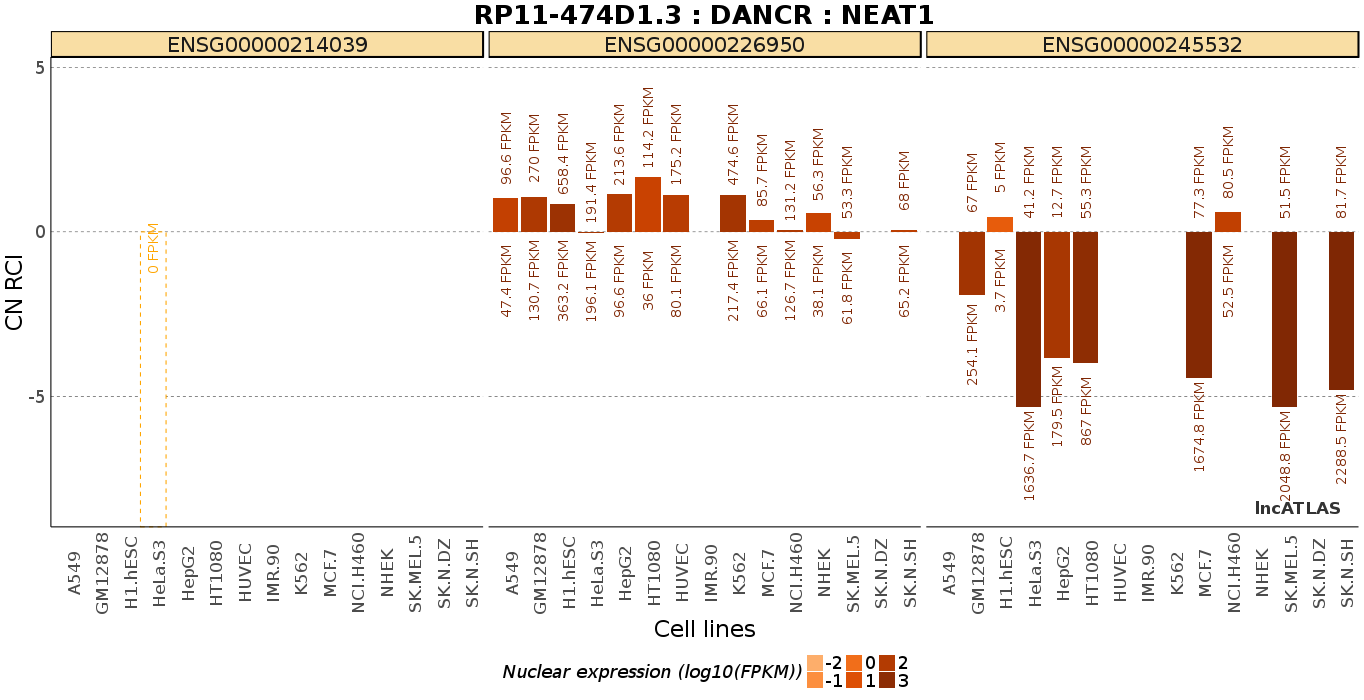 RP11-474D1.3 : DANCR : NEAT1
ENSG00000214039 ENSG00000226950 ENSG00000245532
CN RCI
5
0
-5
0 FPKM
96.6 FPKM 270 FPKM 658.4 FPKM 191.4 FPKM 213.6 FPKM 114.2 FPKM 175.2 FPKM 474.6 FPKM 85.7 FPKM 131.2 FPKM 56.3 FPKM 53.3 FPKM 68 FPKM
47.4 FPKM 130.7 FPKM 363.2 FPKM 196.1 FPKM 96.6 FPKM 36 FPKM 80.1 FPKM 217.4 FPKM 66.1 FPKM 126.7 FPKM 38.1 FPKM 61.8 FPKM 65.2 FPKM
67 FPKM 5 FPKM 41.2 FPKM 12.7 FPKM 55.3 FPKM 77.3 FPKM 80.5 FPKM 51.5 FPKM 81.7 FPKM
254.1 FPKM 3.7 FPKM 1636.7 FPKM 179.5 FPKM 867 FPKM 1674.8 FPKM 52.5 FPKM 2048.8 FPKM 2288.5 FPKM
lncATLAS
A549 GM12878 H1.hESC HeLa.S3 HepG2 HT1080 HUVEC IMR.90 K562 MCF.7 NCI.H460 NHEK SK.MEL.5 SK.N.DZ SK.N.SH
A549 GM12878 H1.hESC HeLa.S3 HepG2 HT1080 HUVEC IMR.90 K562 MCF.7 NCI.H460 NHEK SK.MEL.5 SK.N.DZ SK.N.SH
A549 GM12878 H1.hESC HeLa.S3 HepG2 HT1080 HUVEC IMR.90 K562 MCF.7 NCI.H460 NHEK SK.MEL.5 SK.N.DZ SK.N.SH
Cell lines
Nuclear expression (log10(FPKM))
-2 0 2
-1 1 3